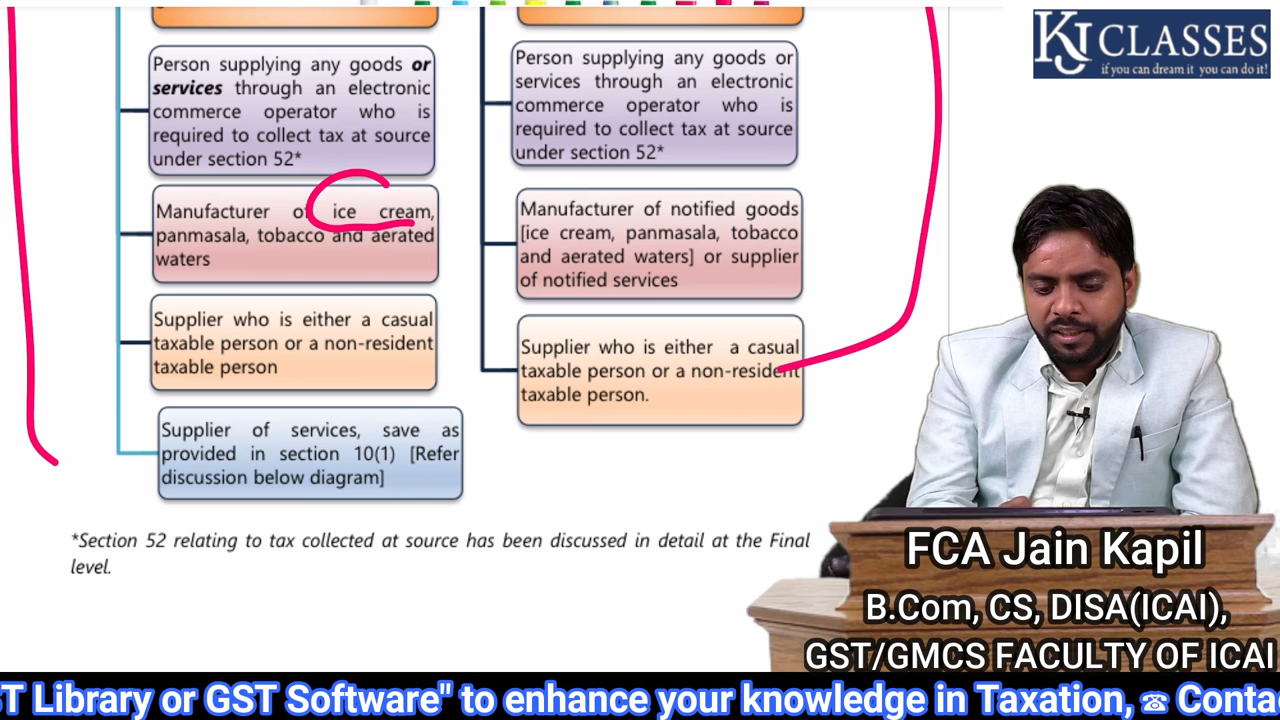 Person supplying any goods or
services through an electronic
commerce operator who is
required to collect tax at source
under section 52*
Manufacturer of ice cream,
panmasala, tobacco and aerated
waters
Supplier who is either a casual
taxable person or a non-resident
taxable person
Supplier of services, save as
provided in section 10(1) [Refer
discussion below diagram]
Person supplying any goods or
services through an electronic
commerce operator who is
required to collect tax at source
under section 52*
Manufacturer of notified goods
[ice cream, panmasala, tobacco
and aerated waters] or supplier
of notified services
Supplier who is either a casual
taxable person or a non-resident
taxable person.
*Section 52 relating to tax collected at source has been discussed in detail at the Final
level.
KJ CLASSES
if you can dream it you can do it!
FCA Jain Kapil
B.Com, CS, DISA(ICAI),
GST/GMCS FACULTY OF ICAI
ST Library or GST Software" to enhance your knowledge in Taxation, ☎ Conta